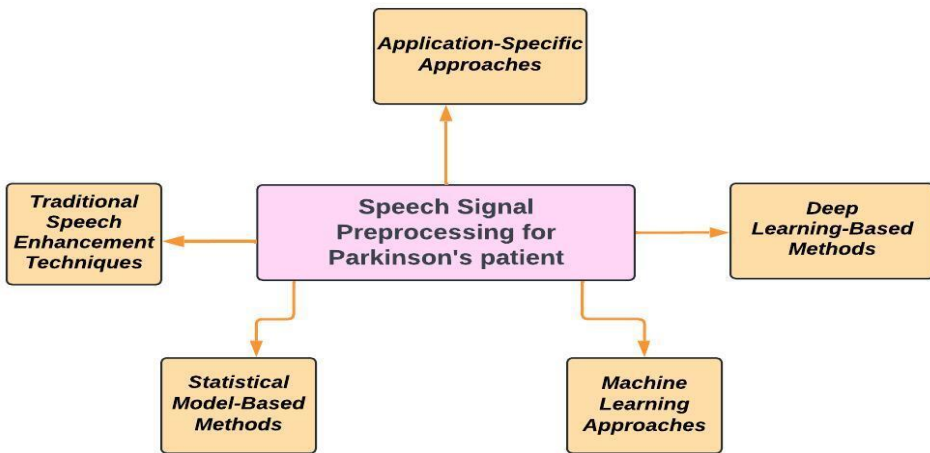 Application-Specific
Approaches
Traditional
Speech
Enhancement
Techniques
Speech Signal
Preprocessing for
Parkinson's patient
Deep
Learning-Based
Methods
Statistical
Model-Based
Methods
Machine
Learning
Approaches